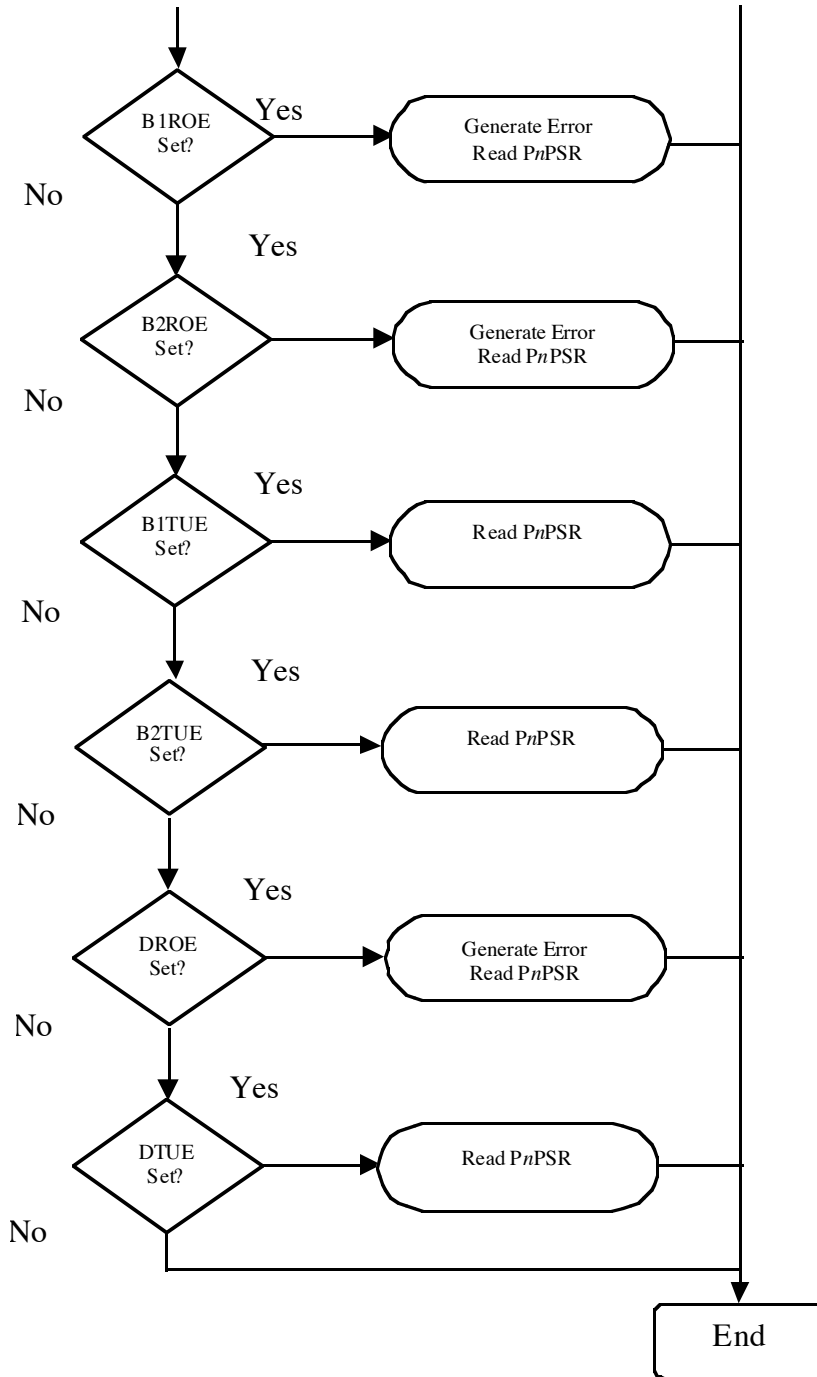 Yes
B1ROE
Set?
Generate Error
Read PnPSR
No
Yes
B2ROE
Set?
Generate Error
Read PnPSR
No
Yes
B1TUE
Set?
Read PnPSR
No
Yes
B2TUE
Set?
Read PnPSR
No
Yes
DROE
Set?
Generate Error
Read PnPSR
No
Yes
DTUE
Set?
Read PnPSR
No
End